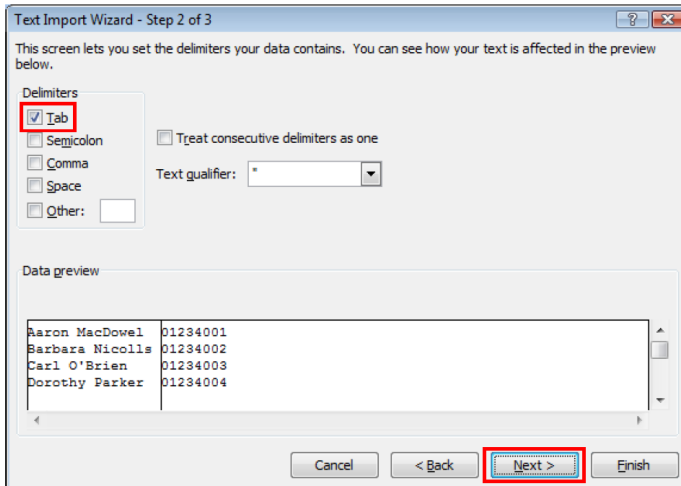 Text Import Wizard - Step 2 of 3
This screen lets you set the delimiters your data contains. You can see how your text is affected in the preview
below.
Delimiters
Tab
Semicolon
Comma
Space
Other:
Treat consecutive delimiters as one
Text qualifier: "
Data preview
Aaron MacDowel 01234001
Barbara Nicolls 01234002
Carl O'Brien 01234003
Dorothy Parker 01234004
Cancel < Back Next > Finish